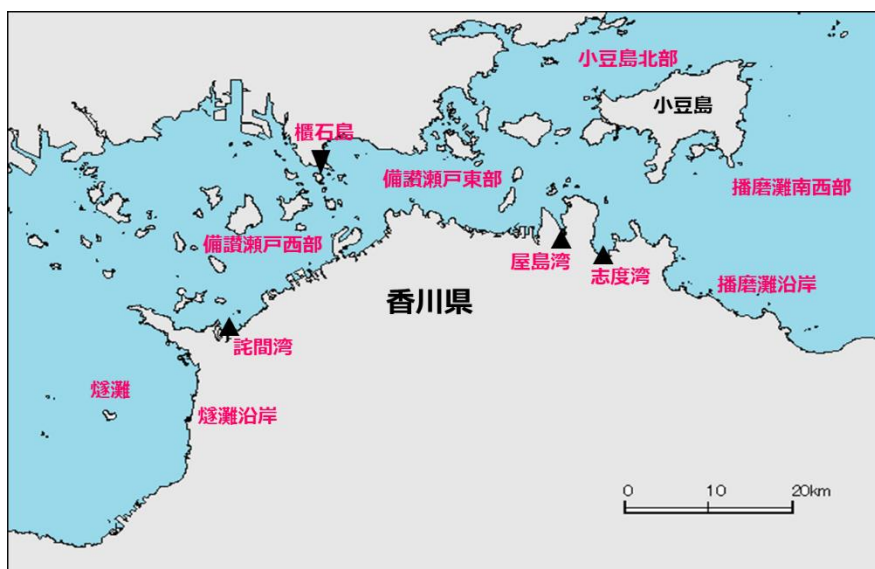 小豆島北部
小豆島
櫃石島
備讃瀬戸東部
播磨灘南西部
備讃瀬戸西部
屋島湾
志度湾
播磨灘沿岸
香川県
詫間湾
燧灘
燧灘沿岸
0 10 20km